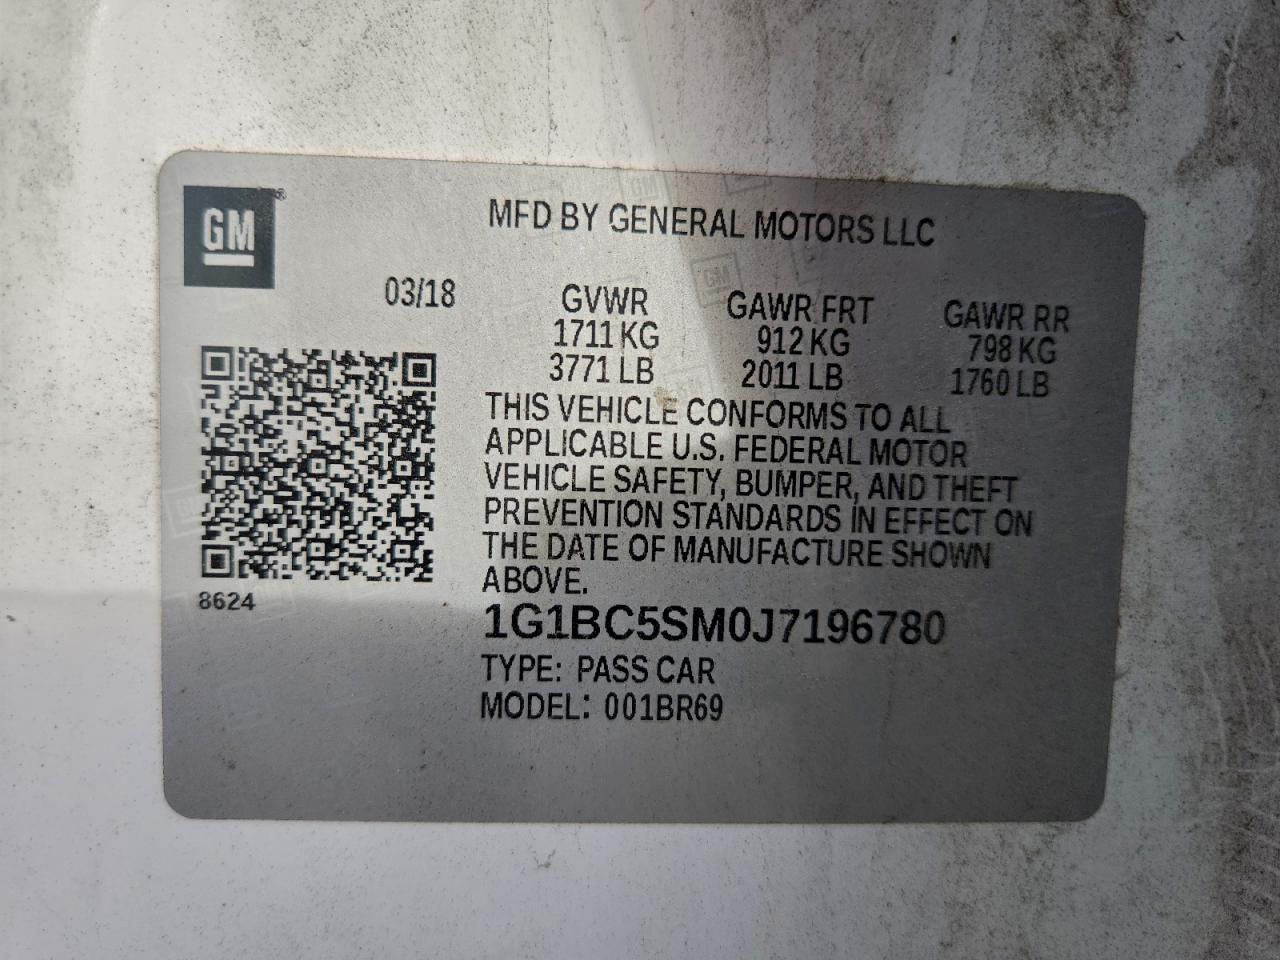 GM®
MFD BY GENERAL MOTORS LLC
03/18
GVWR GAWR FRT GAWR RR
1711 KG 912 KG 798 KG
3771 LB 2011 LB 1760 LB
THIS VEHICLE CONFORMS TO ALL
APPLICABLE U.S. FEDERAL MOTOR
VEHICLE SAFETY, BUMPER, AND THEFT
PREVENTION STANDARDS IN EFFECT ON
THE DATE OF MANUFACTURE SHOWN
ABOVE.
8624
1G1BC5SM0J7196780
TYPE: PASS CAR
MODEL: 001BR69